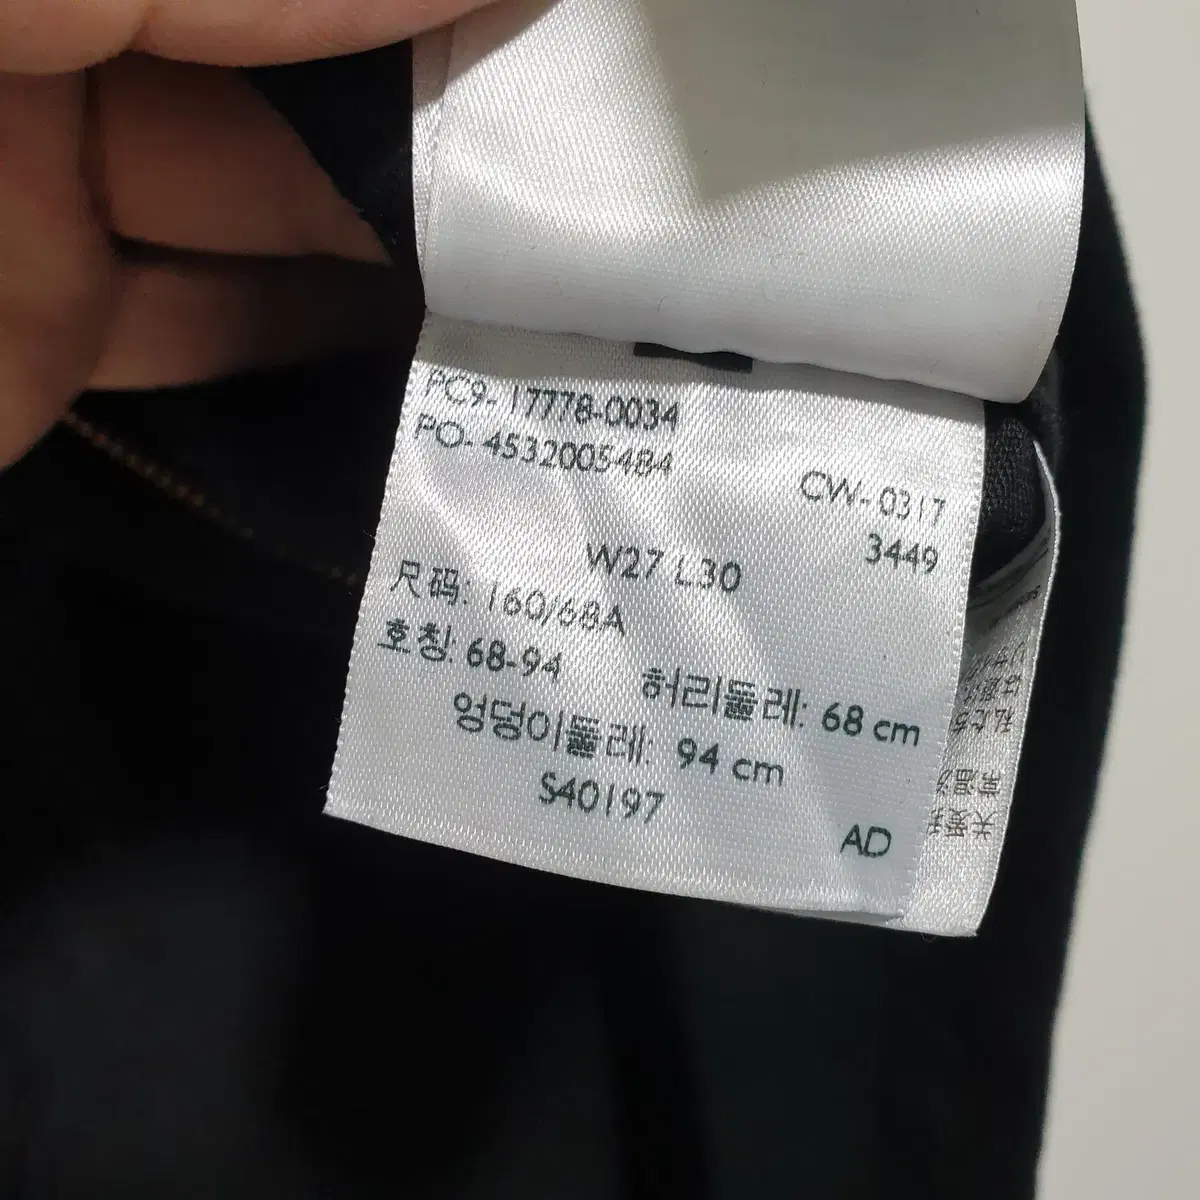 PC9-17778-0034
PO-4532005484
CW-0317
3449
W27 L30
尺码: 160/68A
호칭: 68-94
허리둘레: 68 cm
엉덩이둘레: 94 cm
S40197
AD